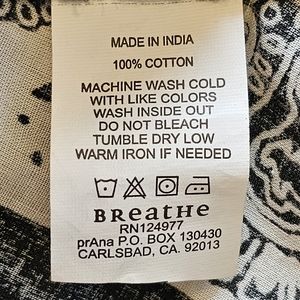 MADE IN INDIA
100% COTTON
MACHINE WASH COLD
WITH LIKE COLORS
WASH INSIDE OUT
DO NOT BLEACH
TUMBLE DRY LOW
WARM IRON IF NEEDED
BREATHE
RN124977
prAna P.O. BOX 130430
CARLSBAD, CA. 92013